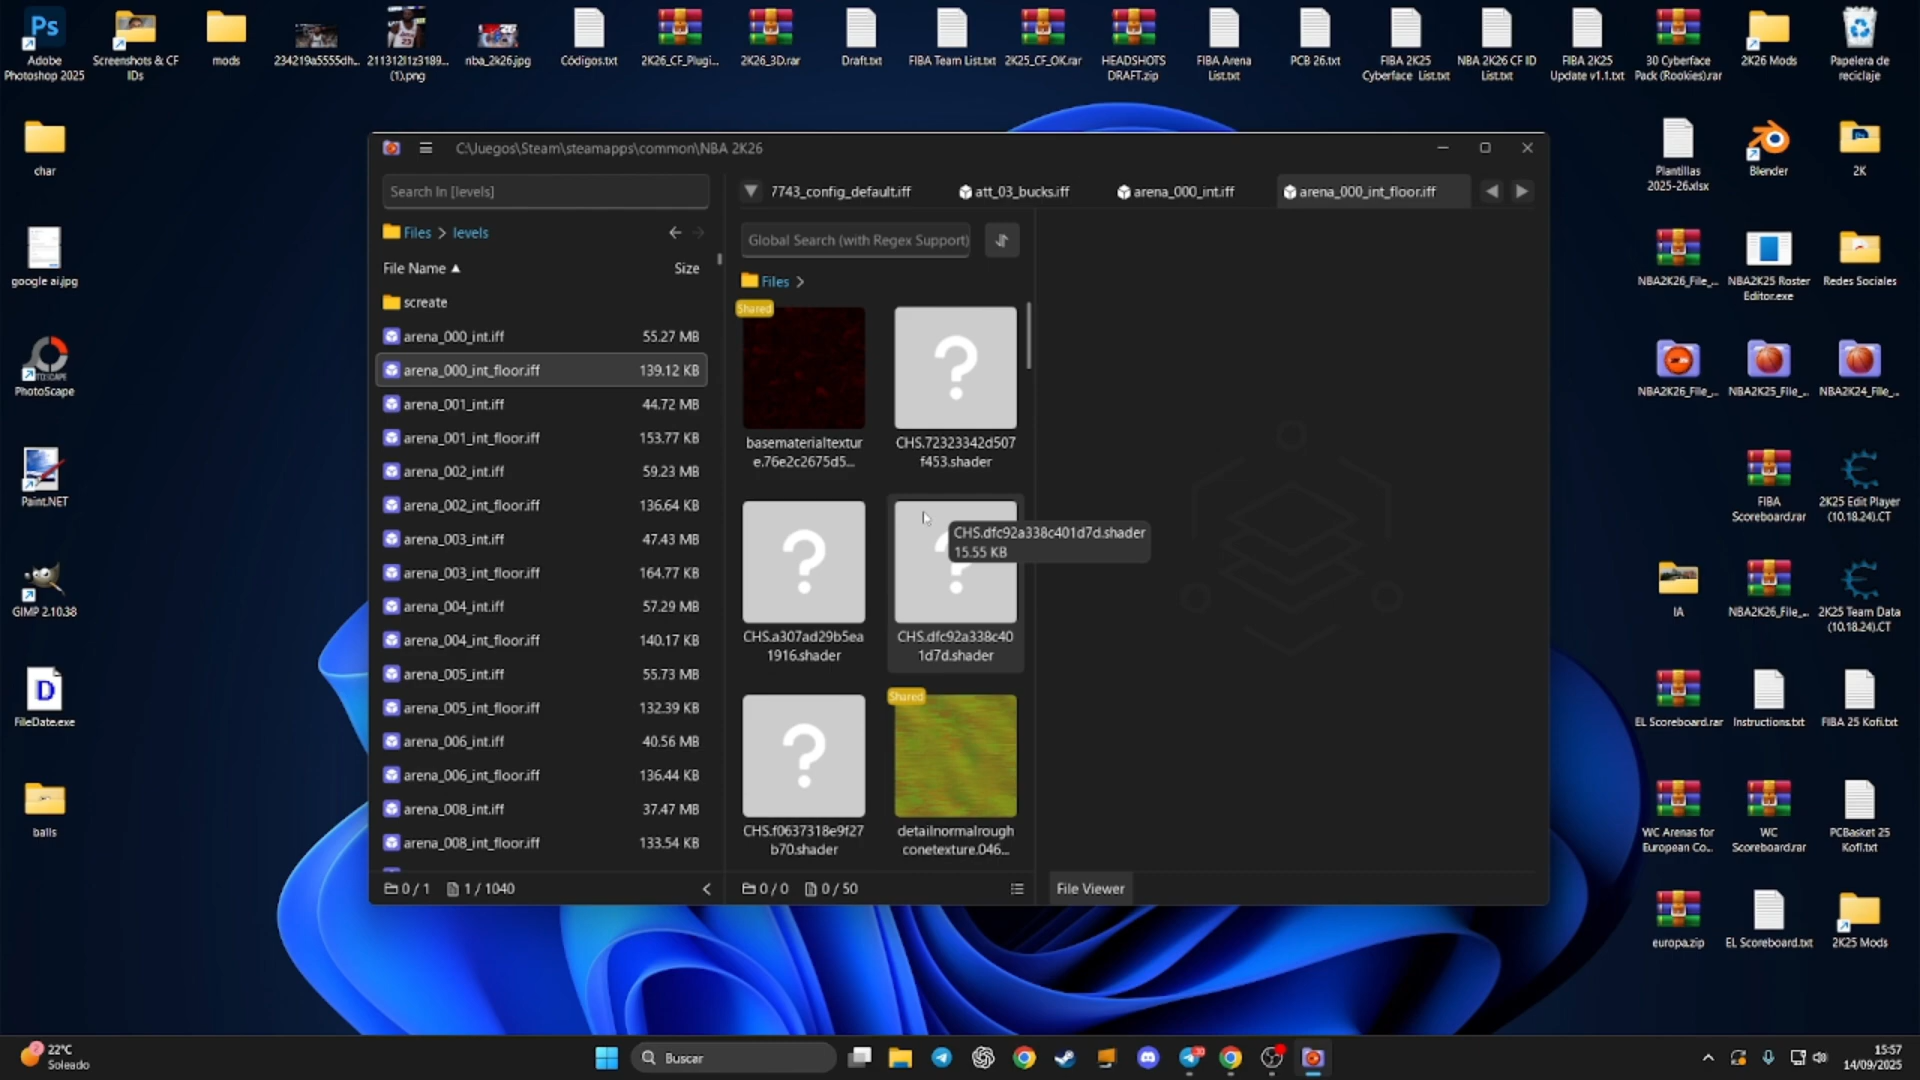 Adobe
Photoshop 2025
Screenshots & CF
IDs
mods
234219a5555dh...
211312l1z3189...
(1).png
nba_2k26.jpg
Códigos.txt
2K26_CF_Plugi...
2K26_3D.rar
Draft.txt
FIBA Team List.txt
2K25_CF_OK.rar
HEADSHOTS
DRAFT.zip
FIBA Arena
List.txt
PCB 26.txt
FIBA 2K25
Cyberface List.txt
NBA 2K26 CF ID
List.txt
FIBA 2K25
Update v1.1.txt
30 Cyberface
Pack (Rookies).rar
2K26 Mods
Papelera de
reciclaje
char
google ai.jpg
PhotoScape
Paint.NET
GIMP 2.10.38
FileDate.exe
balls
C:\Juegos\Steam\steamapps\common\NBA 2K26
Search In [levels]
Files > levels
File Name
Size
screate
arena_000_int.iff 55.27 MB
arena_000_int_floor.iff 139.12 KB
arena_001_int.iff 44.72 MB
arena_001_int_floor.iff 153.77 KB
arena_002_int.iff 59.23 MB
arena_002_int_floor.iff 136.64 KB
arena_003_int.iff 47.43 MB
arena_003_int_floor.iff 164.77 KB
arena_004_int.iff 57.29 MB
arena_004_int_floor.iff 140.17 KB
arena_005_int.iff 55.73 MB
arena_005_int_floor.iff 132.39 KB
arena_006_int.iff 40.56 MB
arena_006_int_floor.iff 136.44 KB
arena_008_int.iff 37.47 MB
arena_008_int_floor.iff 133.54 KB
0 / 1 1 / 1040
7743_config_default.iff
att_03_bucks.iff
arena_000_int.iff
arena_000_int_floor.iff
Global Search (with Regex Support)
Files >
Shared
basematerialtextur
e.76e2c2675d5...
CHS.72323342d507
f453.shader
CHS.a307ad29b5ea
1916.shader
CHS.dfc92a338c40
1d7d.shader
CHS.dfc92a338c401d7d.shader
15.55 KB
CHS.f0637318e9f27
b70.shader
Shared
detailnormalrough
conetexture.046...
0 / 0 0 / 50
File Viewer
Plantillas
2025-26.xlsx
Blender
2K
NBA2K26_File_...
NBA2K25 Roster
Editor.exe
Redes Sociales
NBA2K26_File_...
NBA2K25_File_...
NBA2K24_File_...
FIBA
Scoreboard.rar
2K25 Edit Player
(10.18.24).CT
IA
NBA2K26_File_...
2K25 Team Data
(10.18.24).CT
EL Scoreboard.rar
Instructions.txt
FIBA 25 Kofi.txt
WC Arenas for
European Co...
WC
Scoreboard.rar
PCBasket 25
Kofi.txt
europa.zip
EL Scoreboard.txt
2K25 Mods
22°C
Soleado
Buscar
15:57
14/09/2025